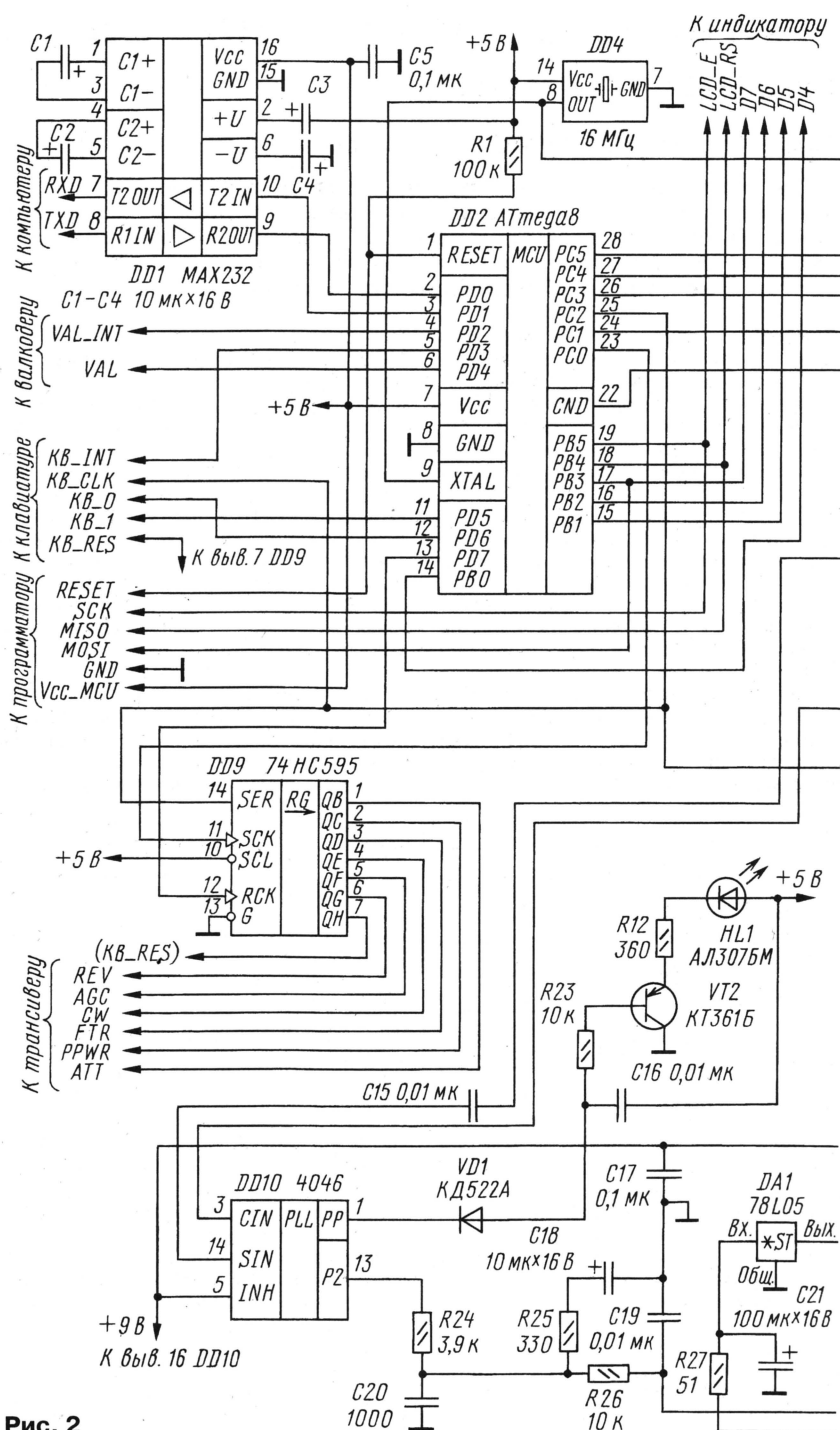 К индикатору
C1
1
C1+
3
C1-
4
C2+
C2
5
C2-
Vcc
16
GND
15
+U
2
-U
6
C3
C4
C5
0,1 мк
+5 В
DD4
14
Vcc
GND
7
8
OUT
16 МГц
LCD_E
LCD_RS
D7
D6
D5
D4
R1
100 к
К компьютеру
RXD
7
T2OUT
T2IN
10
TXD
8
R1IN
R2OUT
9
DD1 MAX232
C1-C4 10 мк×16 В
DD2 ATmega8
1
RESET
MCU
PC5
28
PC4
27
PC3
26
PC2
25
PC1
24
PC0
23
2
PD0
3
PD1
4
PD2
5
PD3
6
PD4
7
Vcc
CND
22
8
GND
9
XTAL
PB5
19
PB4
18
PB3
17
PB2
16
PB1
15
11
PD5
12
PD6
13
PD7
14
PB0
К валкодеру
VAL_INT
VAL
+5 В
К клавиатуре
KB_INT
KB_CLK
KB_0
KB_1
KB_RES
К выв. 7 DD9
К программатору
RESET
SCK
MISO
MOSI
GND
Vcc_MCU
DD9 74HC595
14
SER
RG
QB
1
QC
2
11
SCK
QD
3
10
SCL
QE
4
QF
5
12
RCK
QG
6
13
G
QH
7
+5 В
(KB_RES)
К трансиверу
REV
AGC
CW
FTR
PPWR
ATT
+5 В
HL1
АЛ307БМ
R12
360
VT2
КТ361Б
R23
10 к
C16 0,01 мк
C15 0,01 мк
DD10 4046
3
CIN
PLL
PP
1
14
SIN
P2
13
5
INH
+9 В
К выв. 16 DD10
VD1
КД522А
C17
0,1 мк
C18
10 мк×16 В
C19
0,01 мк
DA1
78L05
Вх.
*ST
Вых.
Общ.
C21
100 мк×16В
R24
3,9 к
R25
330
R26
10 к
R27
51
C20
1000
Рис. 2